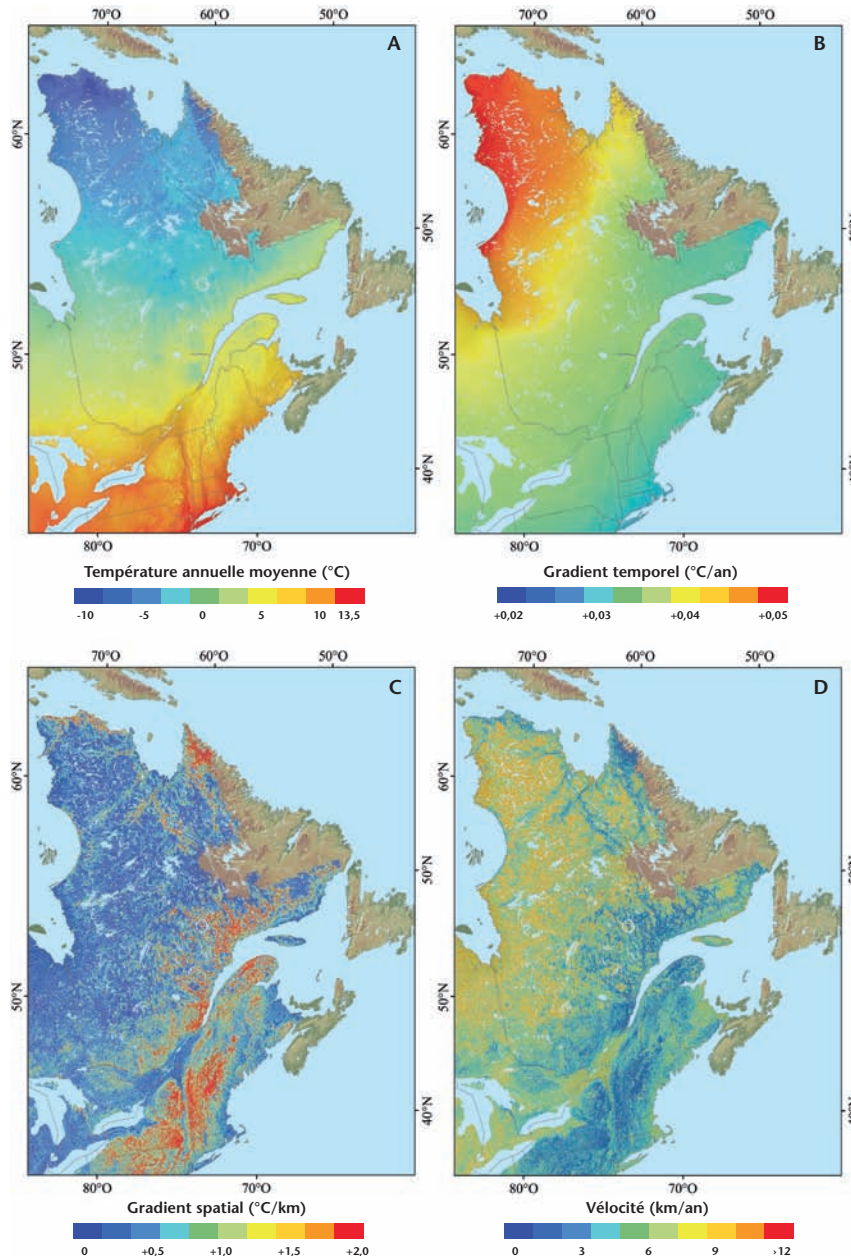 70°O 60°O 50°O
A
60°N
50°N
50°N
40°N
80°O 70°O
Température annuelle moyenne (°C)
-10 -5 0 5 10 13,5
70°O 60°O 50°O
B
60°N
50°N
50°N
40°N
80°O 70°O
Gradient temporel (°C/an)
+0,02 +0,03 +0,04 +0,05
70°O 60°O 50°O
C
60°N
50°N
50°N
40°N
80°O 70°O
Gradient spatial (°C/km)
0 +0,5 +1,0 +1,5 +2,0
70°O 60°O 50°O
D
60°N
50°N
40°N
80°O 70°O
Vélocité (km/an)
0 3 6 9 ›12